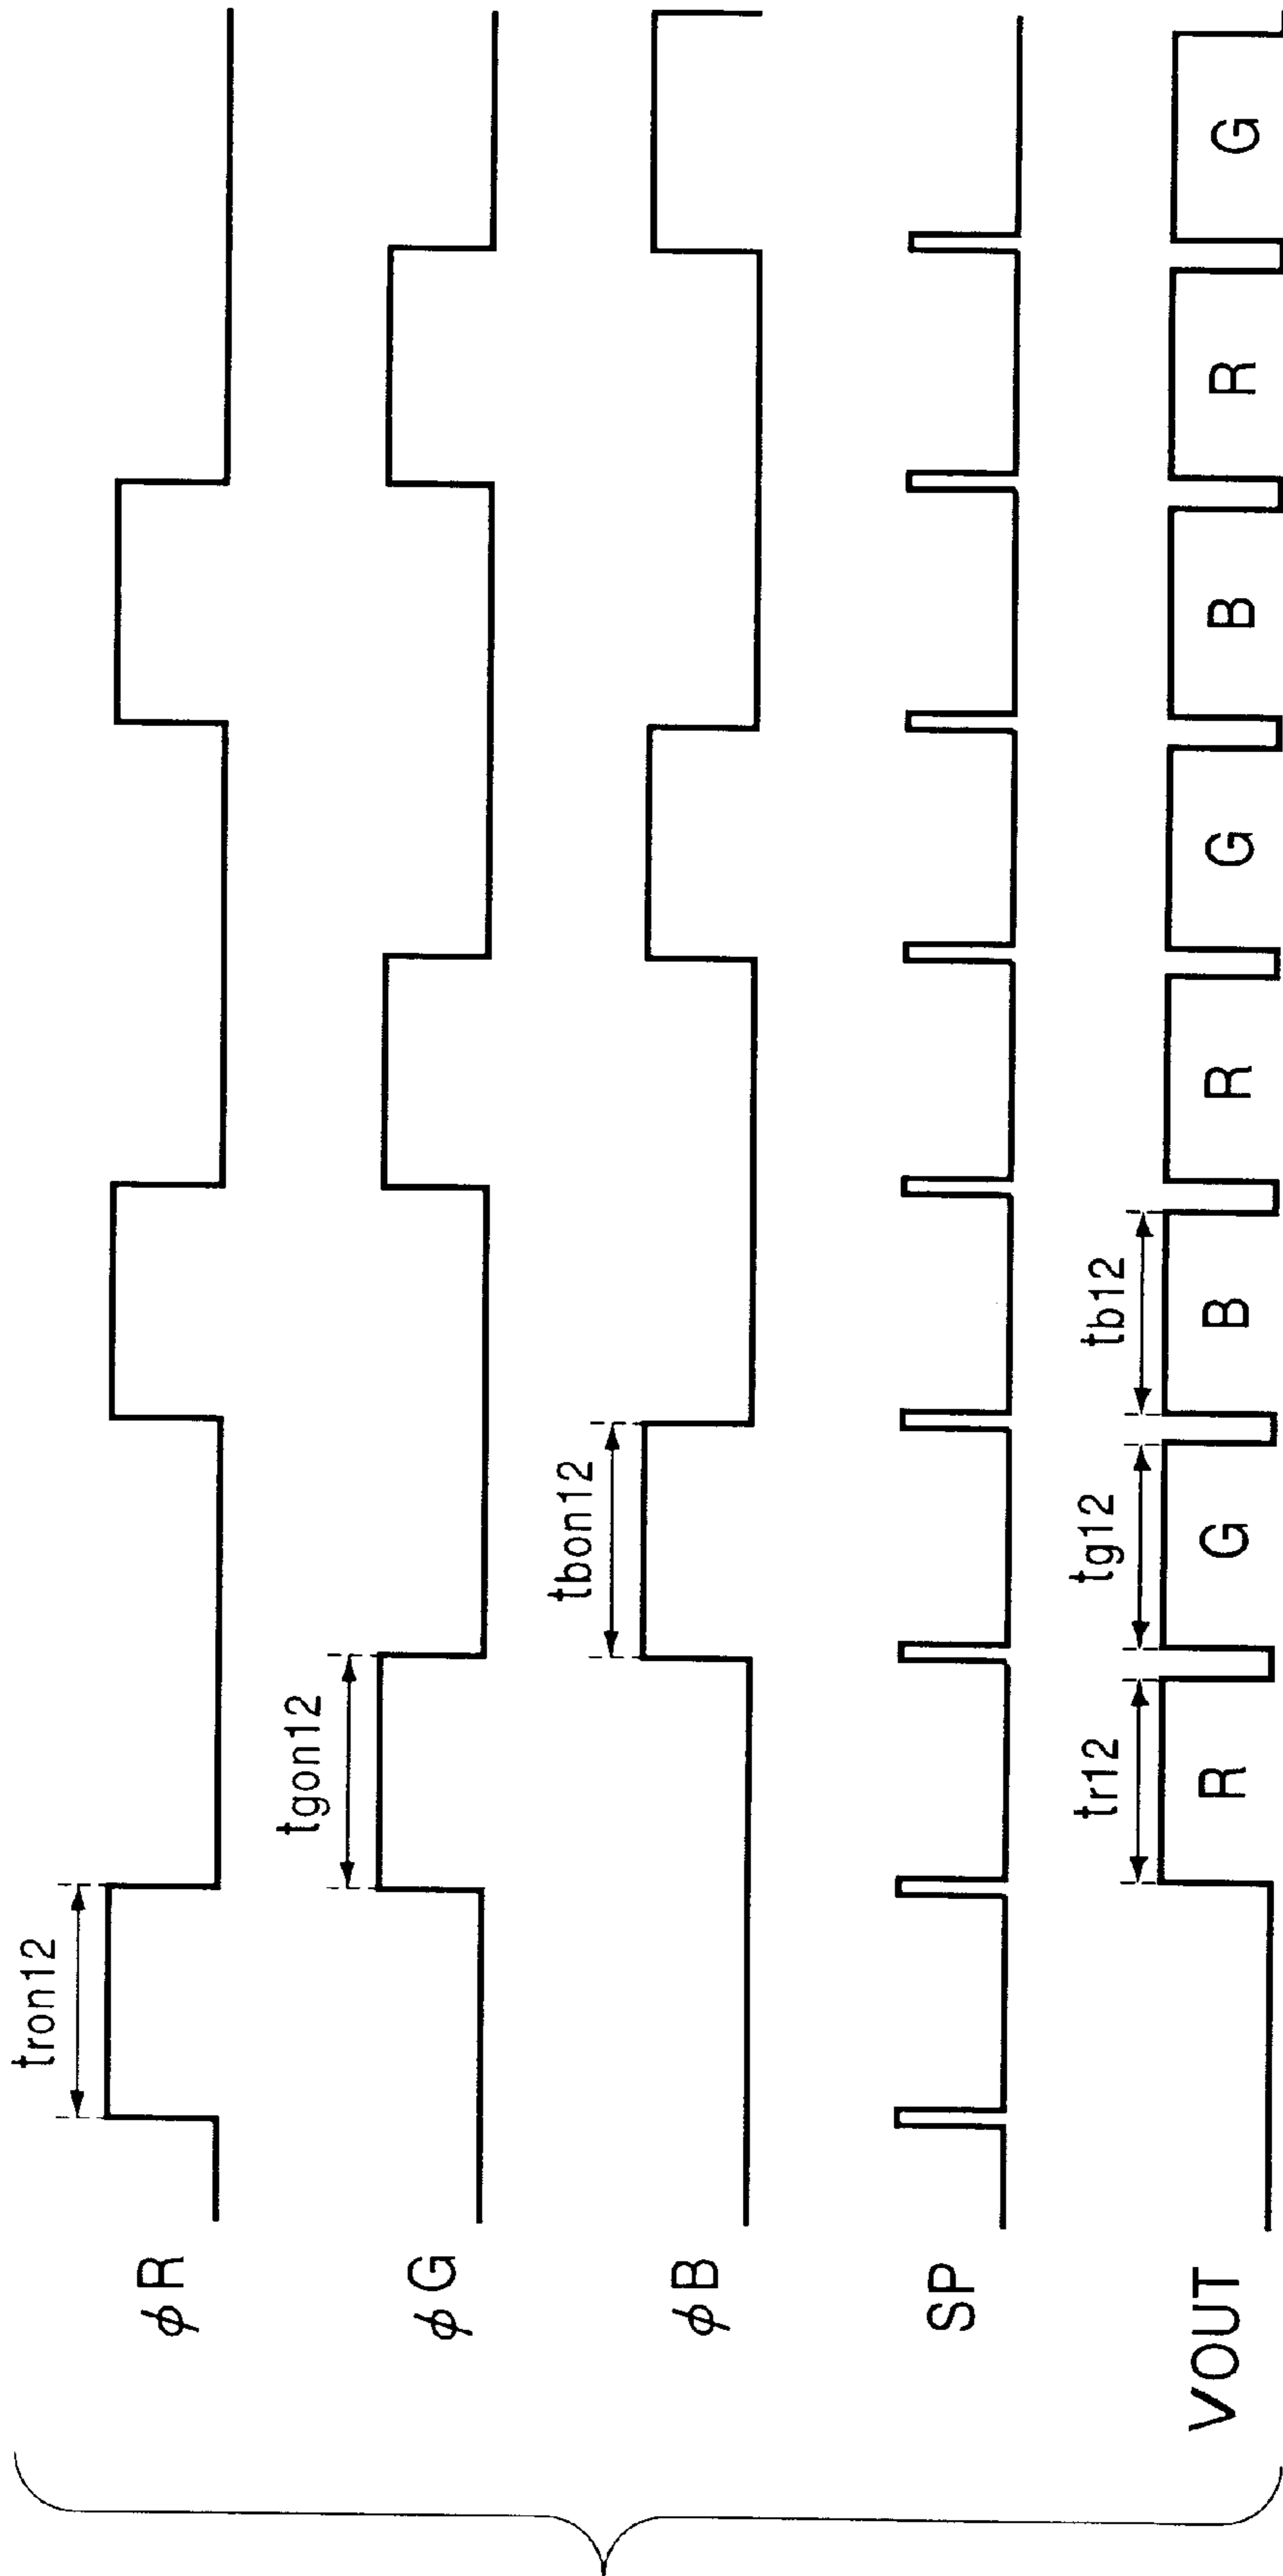 φR
tron12
φG
tgon12
φB
tbon12
SP
VOUT
tr12
tg12
tb12
R
G
B
R
G
B
R
G